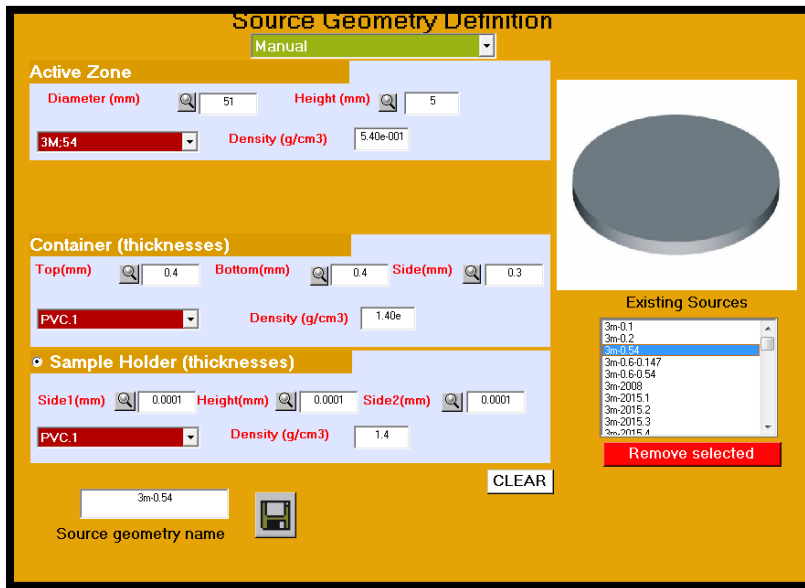 Source Geometry Definition
Manual
Active Zone
Diameter (mm) 51 Height (mm) 5
3M;54 Density (g/cm3) 5.40e-001
Container (thicknesses)
Top(mm) 0.4 Bottom(mm) 0.4 Side(mm) 0.3
PVC.1 Density (g/cm3) 1.40e
Sample Holder (thicknesses)
Side1(mm) 0.0001 Height(mm) 0.0001 Side2(mm) 0.0001
PVC.1 Density (g/cm3) 1.4
CLEAR
3m-0.54
Source geometry name
Existing Sources
3m-0.1
3m-0.2
3m-0.54
3m-0.6-0.147
3m-0.6-0.54
3m-2008
3m-2015.1
3m-2015.2
3m-2015.3
3m-2015.4
Remove selected